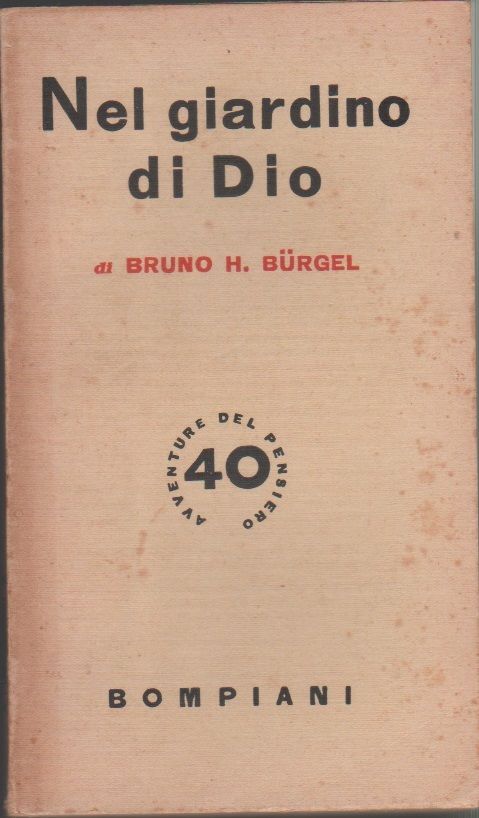 Nel giardino
di Dio
di BRUNO H. BÜRGEL
AVVENTURE DEL PENSIERO
40
BOMPIANI